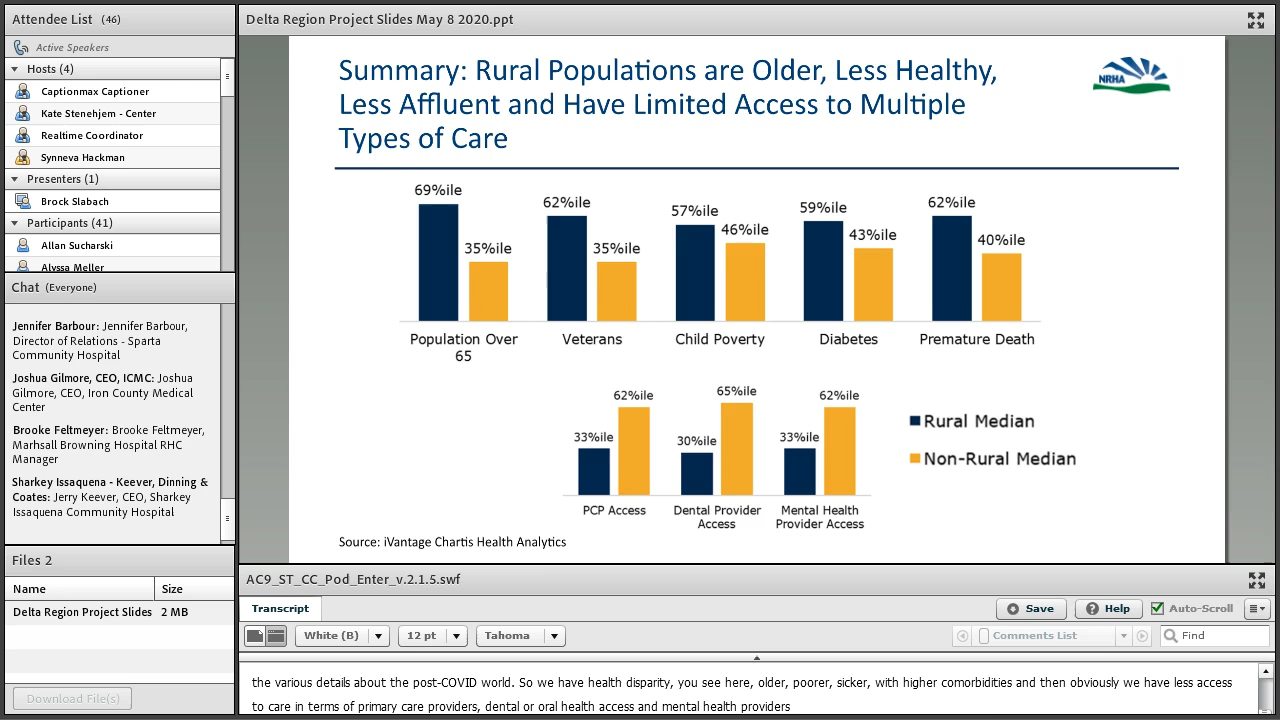 Attendee List (46)
Active Speakers
Hosts (4)
Captionmax Captioner
Kate Stenehjem - Center
Realtime Coordinator
Synneva Hackman
Presenters (1)
Brock Slabach
Participants (41)
Allan Sucharski
Alyssa Meller
Chat (Everyone)
Jennifer Barbour: Jennifer Barbour,
Director of Relations - Sparta
Community Hospital
Joshua Gilmore, CEO, ICMC: Joshua
Gilmore, CEO, Iron County Medical
Center
Brooke Feltmeyer: Brooke Feltmeyer,
Marhsall Browning Hospital RHC
Manager
Sharkey Issaquena - Keever, Dinning &
Coates: Jerry Keever, CEO, Sharkey
Issaquena Community Hospital
Files 2
Name Size
Delta Region Project Slides 2 MB
Download File(s)
Delta Region Project Slides May 8 2020.ppt
Summary: Rural Populations are Older, Less Healthy,
Less Affluent and Have Limited Access to Multiple
Types of Care
NRHA
69%ile 35%ile
62%ile 35%ile
57%ile 46%ile
59%ile 43%ile
62%ile 40%ile
Population Over
65
Veterans
Child Poverty
Diabetes
Premature Death
33%ile 62%ile
30%ile 65%ile
33%ile 62%ile
PCP Access
Dental Provider
Access
Mental Health
Provider Access
Rural Median
Non-Rural Median
Source: iVantage Chartis Health Analytics
AC9_ST_CC_Pod_Enter_v.2.1.5.swf
Transcript
Save
Help
Auto-Scroll
White (B)
12 pt
Tahoma
Comments List
Find
the various details about the post-COVID world. So we have health disparity, you see here, older, poorer, sicker, with higher comorbidities and then obviously we have less access
to care in terms of primary care providers, dental or oral health access and mental health providers